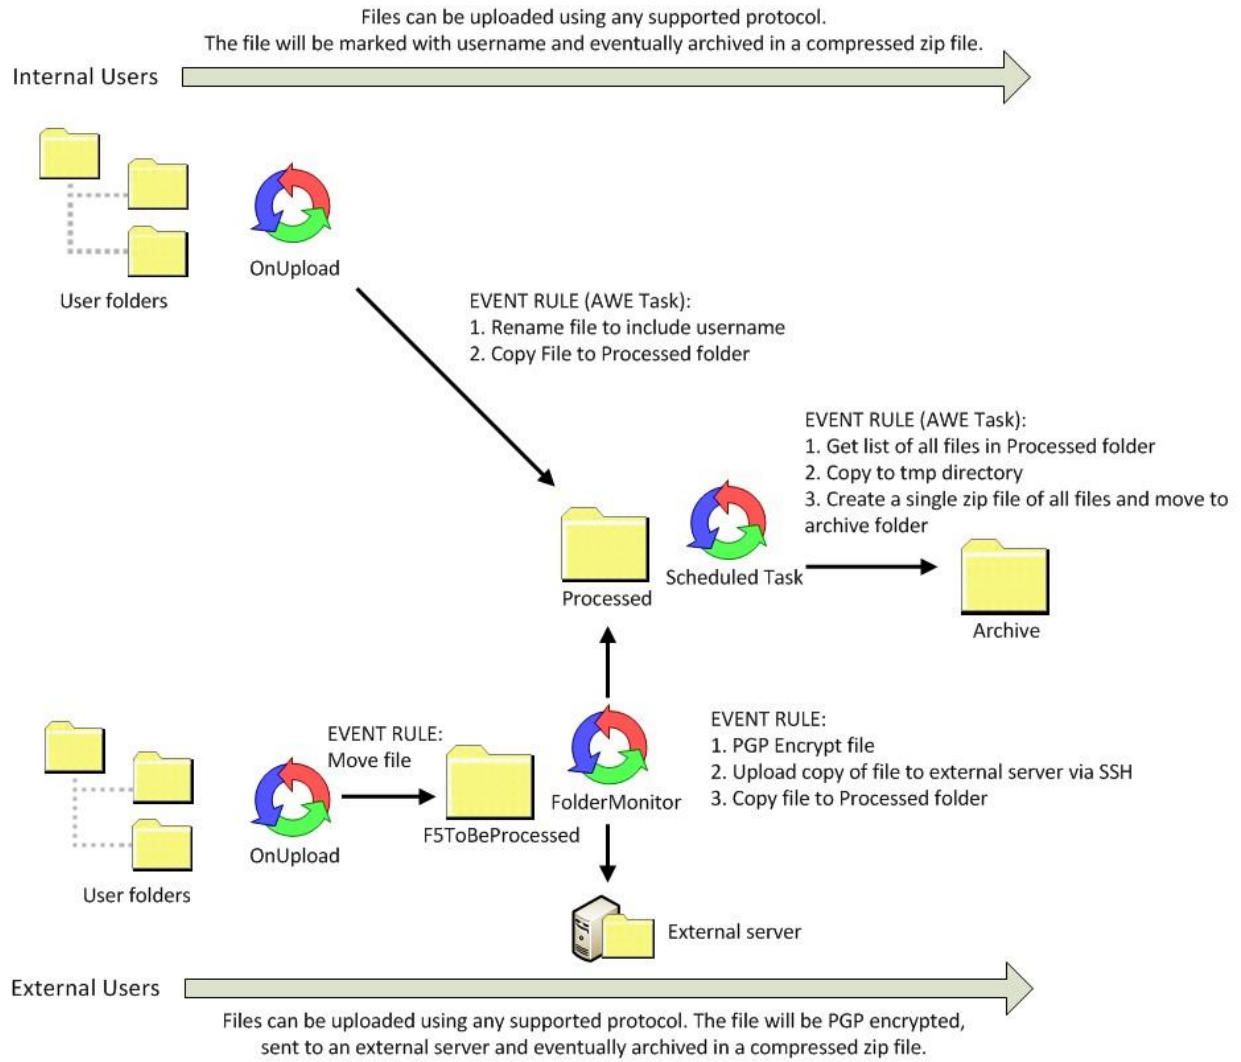 Files can be uploaded using any supported protocol.
The file will be marked with username and eventually archived in a compressed zip file.
Internal Users
User folders
OnUpload
EVENT RULE (AWE Task):
1. Rename file to include username
2. Copy File to Processed folder
EVENT RULE (AWE Task):
1. Get list of all files in Processed folder
2. Copy to tmp directory
3. Create a single zip file of all files and move to
archive folder
Processed
Scheduled Task
Archive
User folders
OnUpload
EVENT RULE:
Move file
F5ToBeProcessed
FolderMonitor
EVENT RULE:
1. PGP Encrypt file
2. Upload copy of file to external server via SSH
3. Copy file to Processed folder
External server
External Users
Files can be uploaded using any supported protocol. The file will be PGP encrypted,
sent to an external server and eventually archived in a compressed zip file.